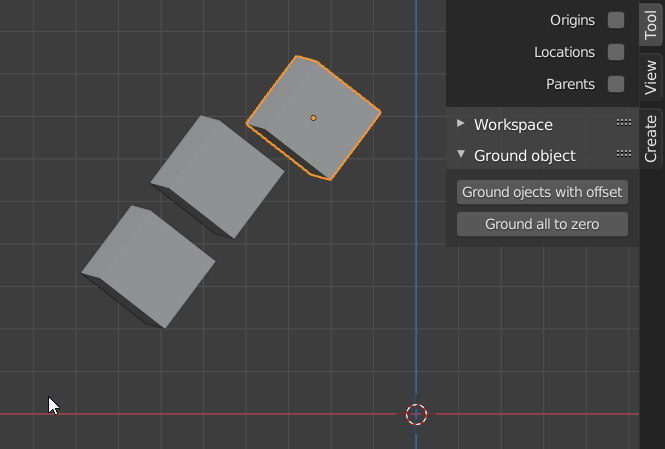 Origins
Locations
Parents
Workspace
Ground object
Ground ojects with offset
Ground all to zero
Tool
View
Create